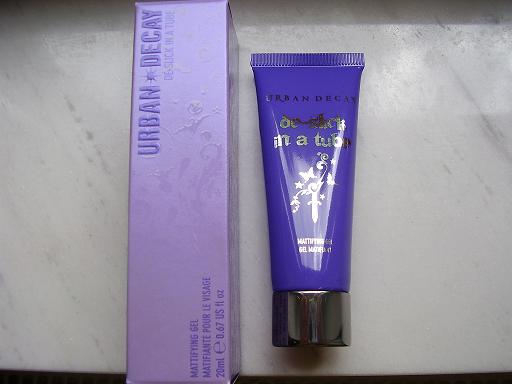 URBAN★DECAY
DE-SLICK IN A TUBE
MATTIFYING GEL
MATIFIANTE POUR LE VISAGE
20ml ℮ 0.67 US fl oz
URBAN DECAY
de-slick
in a tube
MATTIFYING GEL
GEL MATIFIANT